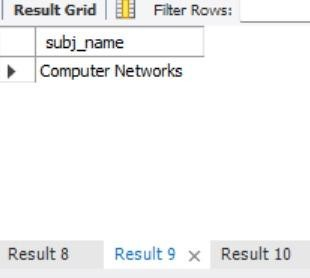 Result Grid Filter Rows:
subj_name
Computer Networks
Result 8 Result 9 × Result 10